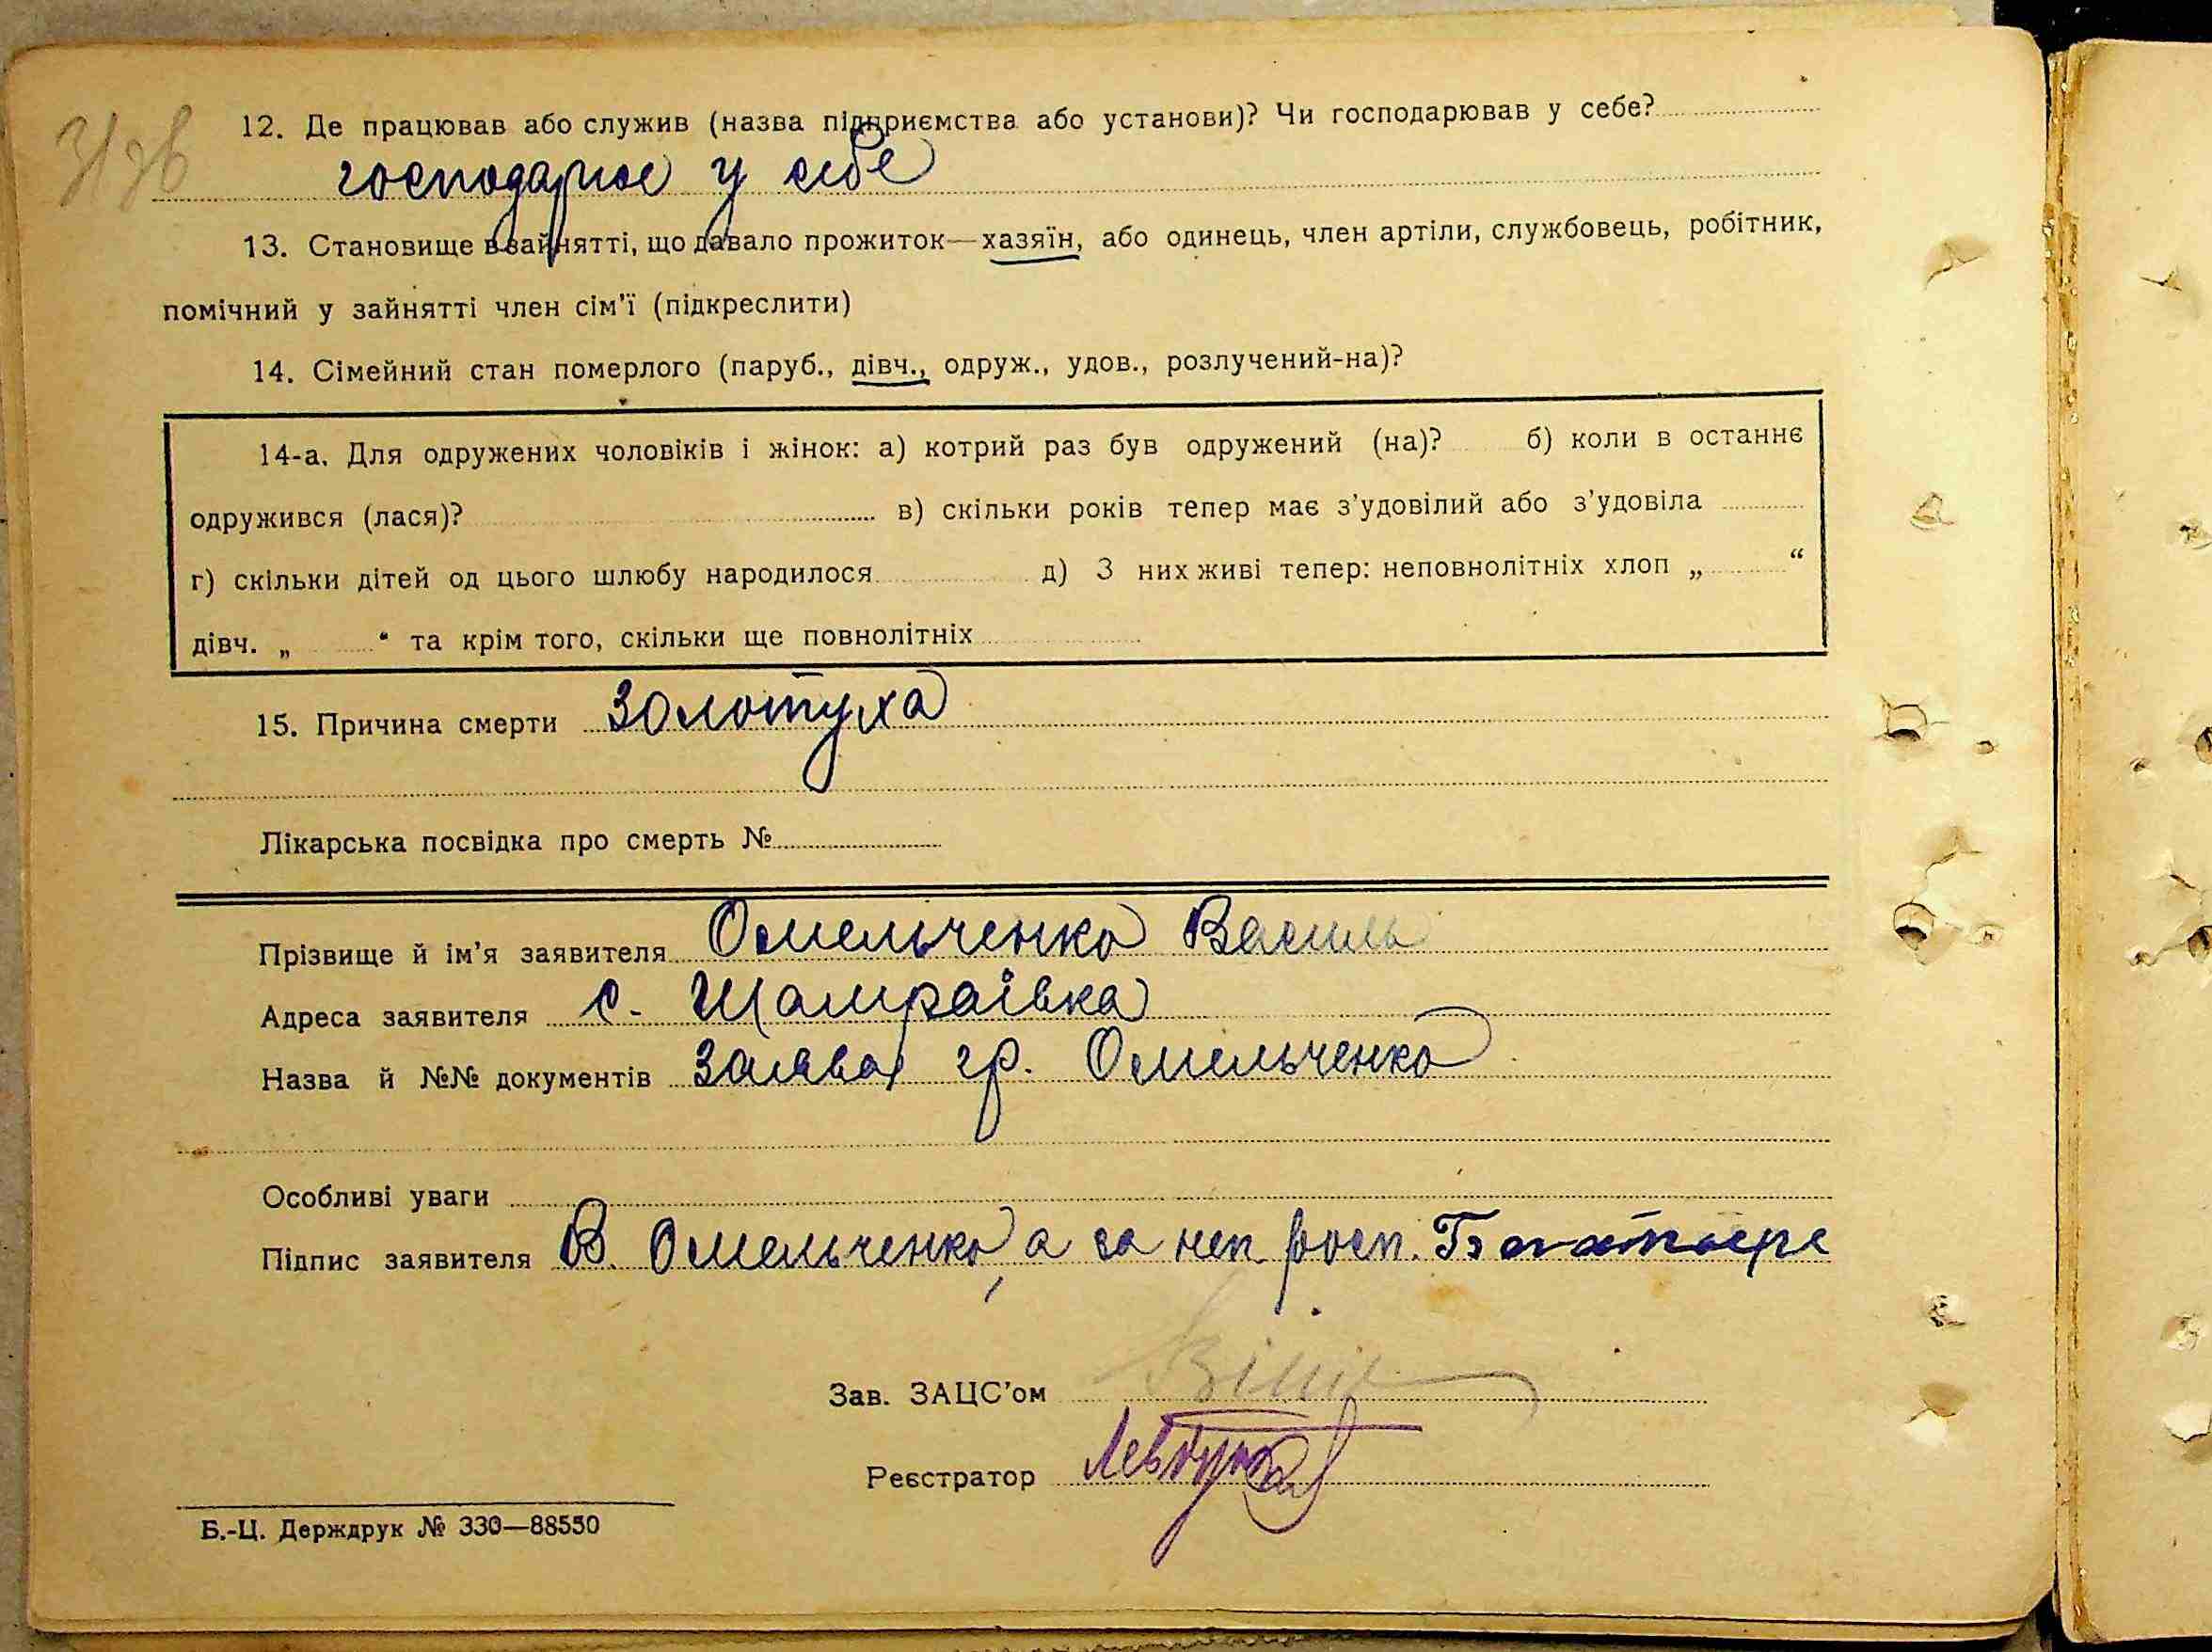 12. Де працював або служив (назва підприємства або установи)? Чи господарював у себе?
господарює у себе
13. Становище в зайнятті, що давало прожиток—хазяїн, або одинець, член артіли, службовець, робітник,
помічний у зайнятті член сім'ї (підкреслити)
14. Сімейний стан померлого (паруб., дівч., одруж., удов., розлучений-на)?
14-а. Для одружених чоловіків і жінок: а) котрий раз був одружений (на)? б) коли в останнє
одружився (лася)? в) скільки років тепер має з'удовілий або з'удовіла
г) скільки дітей од цього шлюбу народилося д) З них живі тепер: неповнолітніх хлоп „ “
дівч. „ “ та крім того, скільки ще повнолітніх
15. Причина смерти золотуха
Лікарська посвідка про смерть №
Прізвище й ім'я заявителя Омельченко Василь
Адреса заявителя с. Шамраївка
Назва й №№ документів Заява гр. Омельченко
Особливі уваги
Підпис заявителя В. Омельченко, а за неп росп.
Зав. ЗАЦС'ом
Реєстратор
Б.-Ц. Держдрук № 330—88550